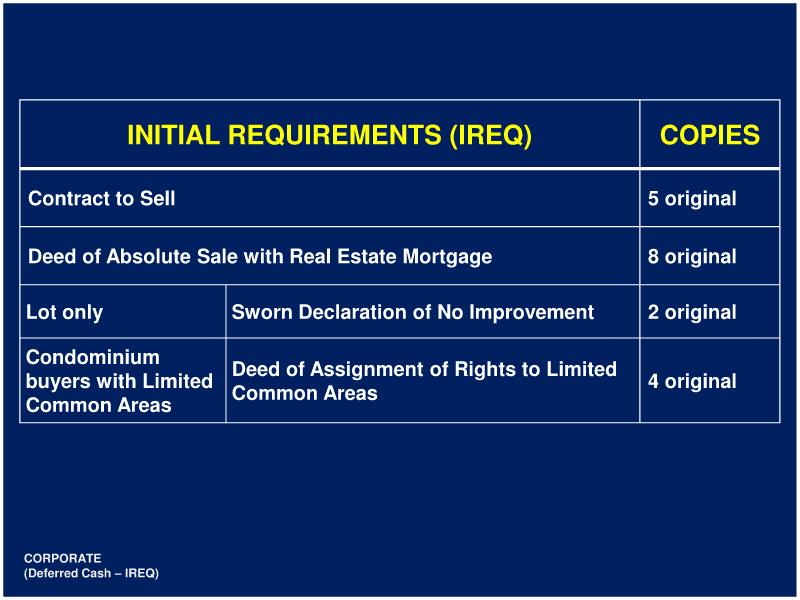 INITIAL REQUIREMENTS (IREQ) COPIES
Contract to Sell 5 original
Deed of Absolute Sale with Real Estate Mortgage 8 original
Lot only Sworn Declaration of No Improvement 2 original
Condominium
buyers with Limited
Common Areas
Deed of Assignment of Rights to Limited
Common Areas
4 original
CORPORATE
(Deferred Cash – IREQ)